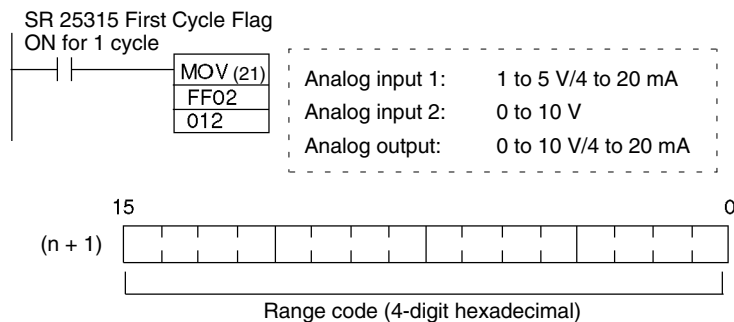 SR 25315 First Cycle Flag
ON for 1 cycle
MOV (21)
FF02
012
Analog input 1: 1 to 5 V/4 to 20 mA
Analog input 2: 0 to 10 V
Analog output: 0 to 10 V/4 to 20 mA
15 0
(n + 1)
Range code (4-digit hexadecimal)